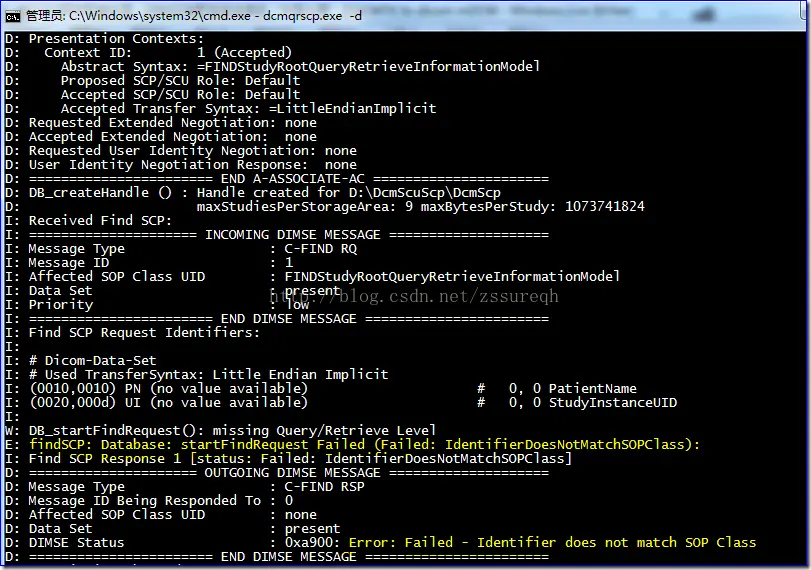 管理员: C:\Windows\system32\cmd.exe - dcmqrscp.exe -d
D: Presentation Contexts:
D:   Context ID:        1 (Accepted)
D:     Abstract Syntax: =FINDStudyRootQueryRetrieveInformationModel
D:     Proposed SCP/SCU Role: Default
D:     Accepted SCP/SCU Role: Default
D:     Accepted Transfer Syntax: =LittleEndianImplicit
D: Requested Extended Negotiation: none
D: Accepted Extended Negotiation:  none
D: Requested User Identity Negotiation: none
D: User Identity Negotiation Response:  none
D: ======================= END A-ASSOCIATE-AC ======================
D: DB_createHandle () : Handle created for D:\DcmScuScp\DcmScp
D:                      maxStudiesPerStorageArea: 9 maxBytesPerStudy: 1073741824
I: Received Find SCP:
I: ===================== INCOMING DIMSE MESSAGE ====================
I: Message Type                  : C-FIND RQ
I: Message ID                    : 1
I: Affected SOP Class UID        : FINDStudyRootQueryRetrieveInformationModel
I: Data Set                      : present
http://blog.csdn.net/zssureqh
I: Priority                      : low
I: ======================= END DIMSE MESSAGE =======================
I: Find SCP Request Identifiers:
I:
I: # Dicom-Data-Set
I: # Used TransferSyntax: Little Endian Implicit
I: (0010,0010) PN (no value available)                     #   0, 0 PatientName
I: (0020,000d) UI (no value available)                     #   0, 0 StudyInstanceUID
I:
W: DB_startFindRequest(): missing Query/Retrieve Level
E: findSCP: Database: startFindRequest Failed (Failed: IdentifierDoesNotMatchSOPClass):
I: Find SCP Response 1 [status: Failed: IdentifierDoesNotMatchSOPClass]
D: ===================== OUTGOING DIMSE MESSAGE ====================
D: Message Type                  : C-FIND RSP
D: Message ID Being Responded To : 0
D: Affected SOP Class UID        : none
D: Data Set                      : present
D: DIMSE Status                  : 0xa900: Error: Failed - Identifier does not match SOP Class
D: ======================= END DIMSE MESSAGE =======================